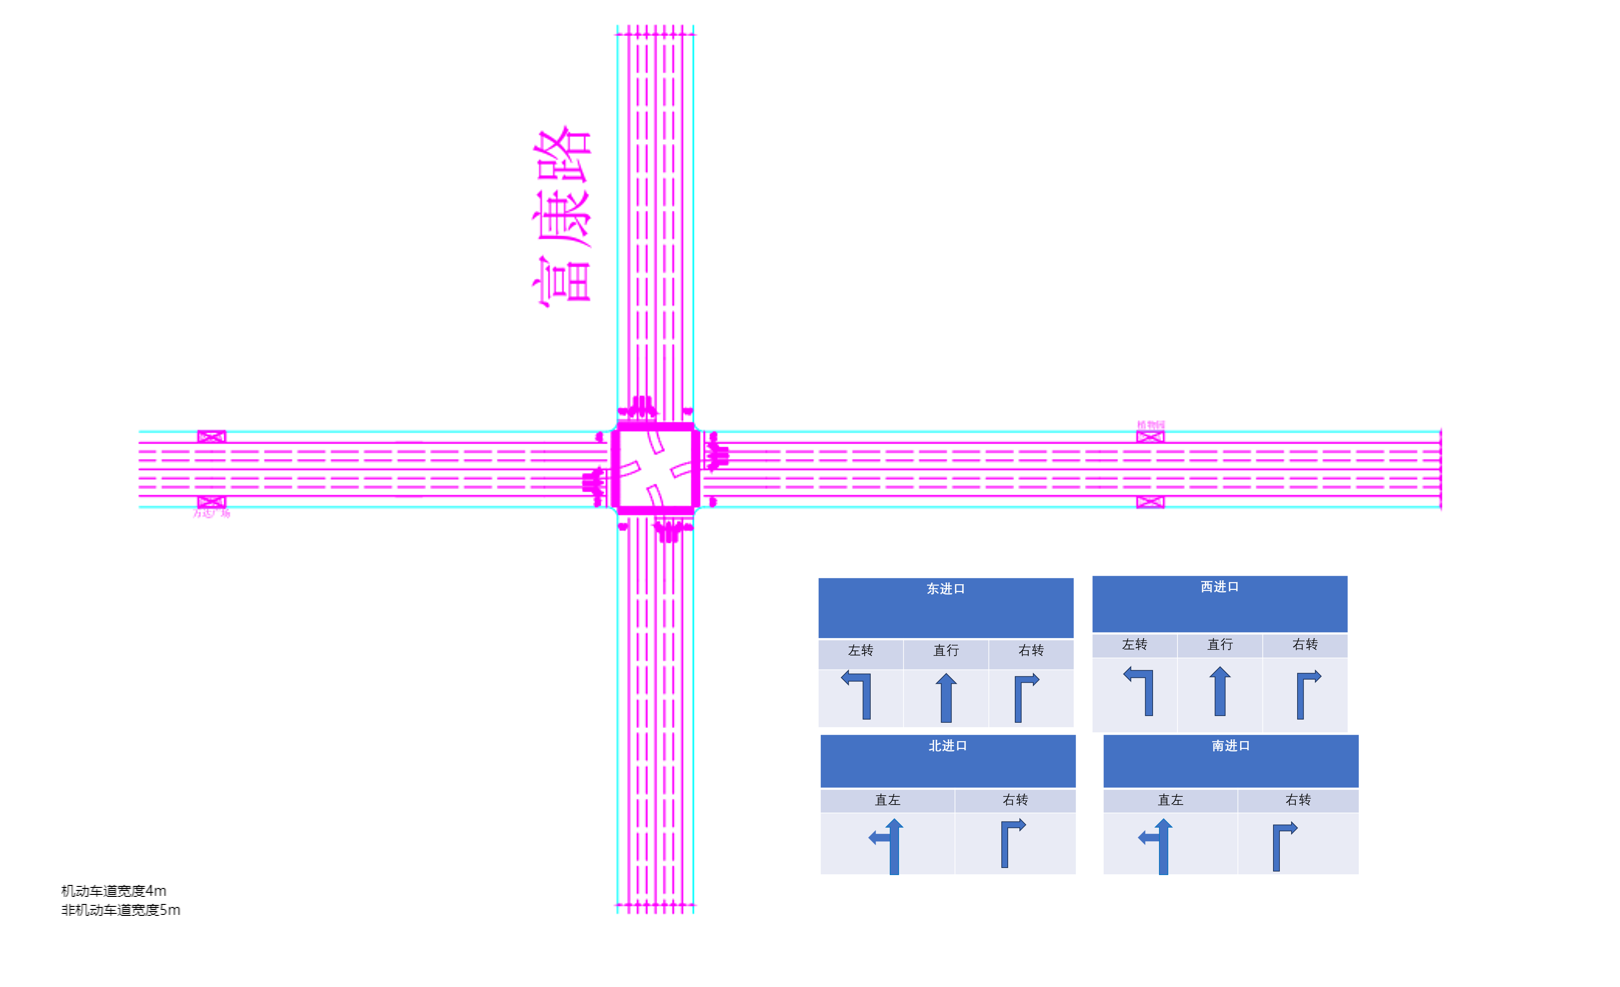 富康路
植物园
万达广场
东进口
左转 直行 右转
西进口
左转 直行 右转
北进口
直左 右转
南进口
直左 右转
机动车道宽度4m
非机动车道宽度5m